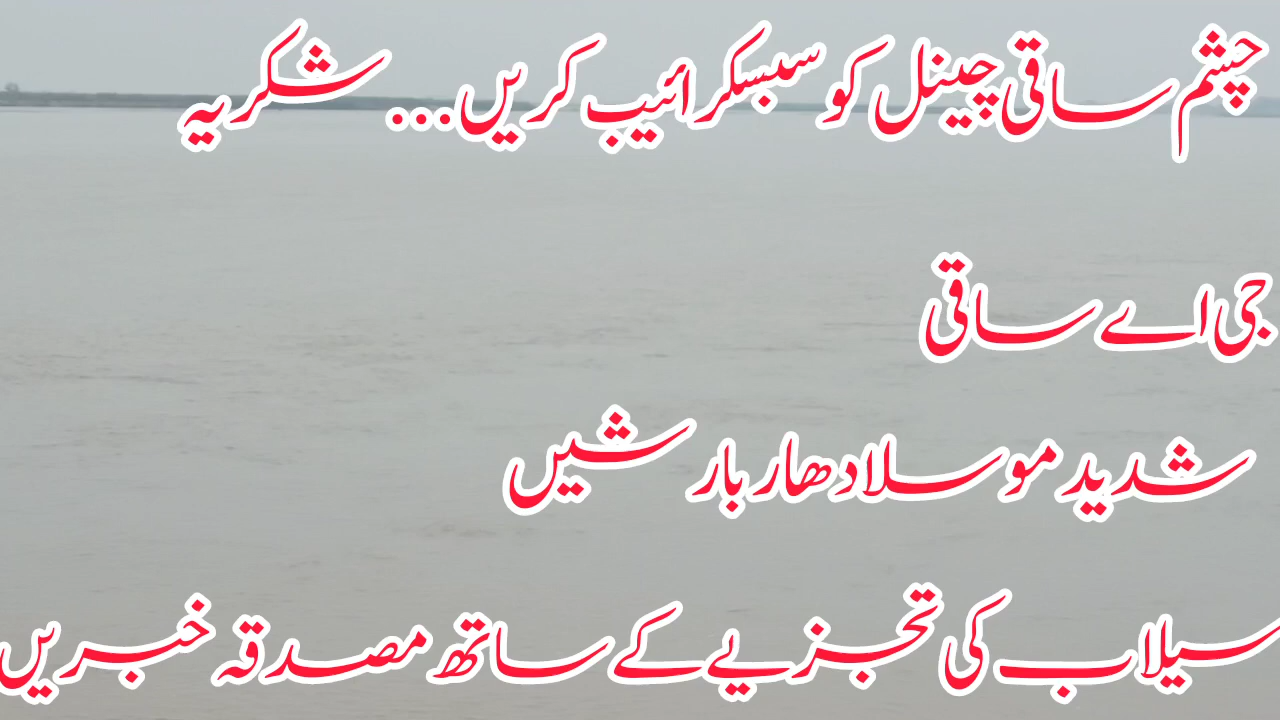 چشم ساقی چینل کو سبسکرائیب کریں... شکریہ
جی اے ساقی
شدید موسلادھار بارشیں
سیلاب کی تجزیے کے ساتھ مصدقہ خبریں